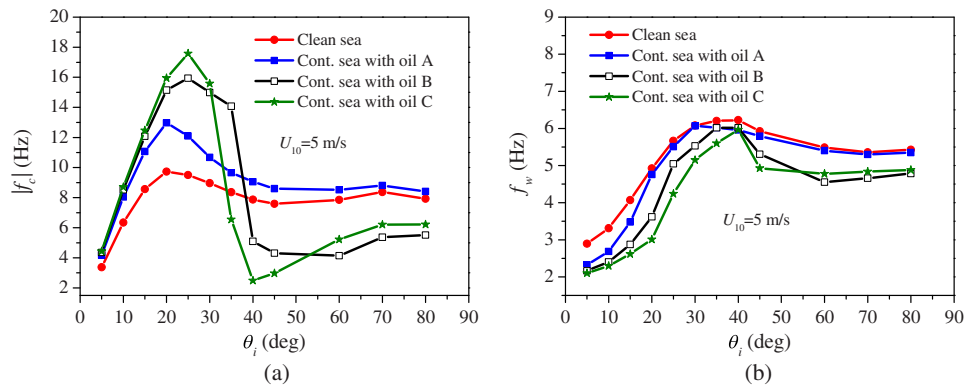 18
16
14
12
10
8
6
4
2
|f_c| (Hz)
Clean sea
Cont. sea with oil A
Cont. sea with oil B
Cont. sea with oil C
U_10=5 m/s
0 10 20 30 40 50 60 70 80 90
θ_i (deg)
(a)
9
8
7
6
5
4
3
2
1
f_w (Hz)
Clean sea
Cont. sea with oil A
Cont. sea with oil B
Cont. sea with oil C
U_10=5 m/s
0 10 20 30 40 50 60 70 80 90
θ_i (deg)
(b)